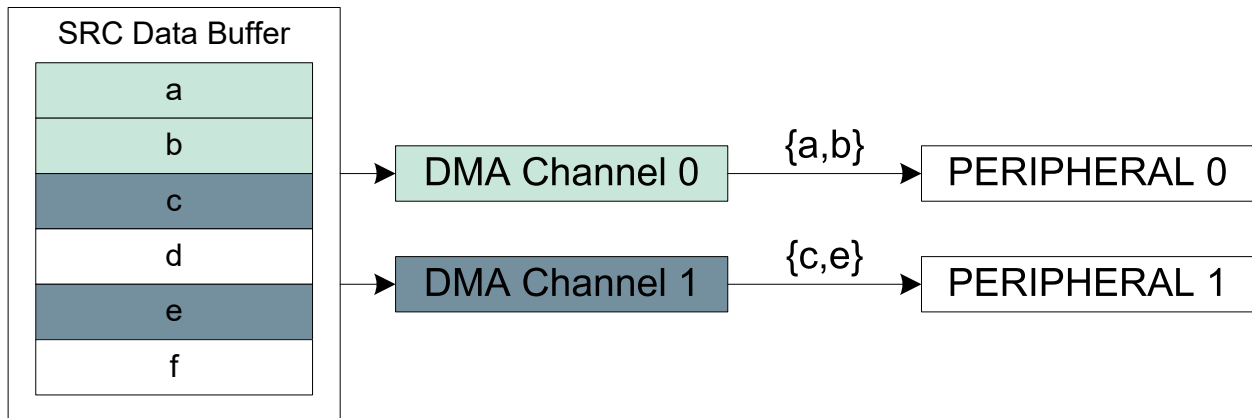 SRC Data Buffer
a
b
c
d
e
f
DMA Channel 0
{a,b}
PERIPHERAL 0
DMA Channel 1
{c,e}
PERIPHERAL 1